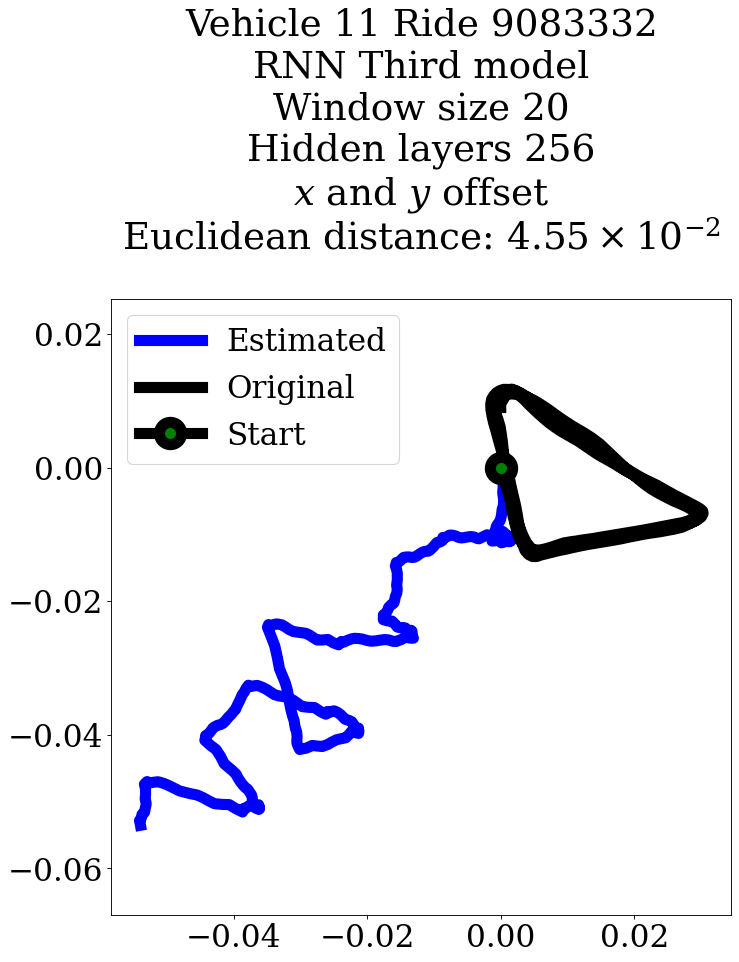 Vehicle 11 Ride 9083332
RNN Third model
Window size 20
Hidden layers 256
x and y offset
Euclidean distance: 4.55 × 10⁻²
Estimated
Original
Start
0.02
0.00
−0.02
−0.04
−0.06
−0.04
−0.02
0.00
0.02